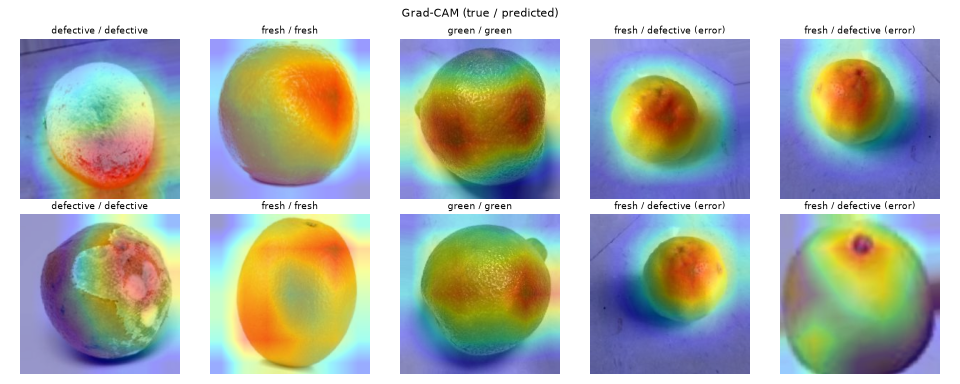 Grad-CAM (true / predicted)
defective / defective
fresh / fresh
green / green
fresh / defective (error)
fresh / defective (error)
defective / defective
fresh / fresh
green / green
fresh / defective (error)
fresh / defective (error)